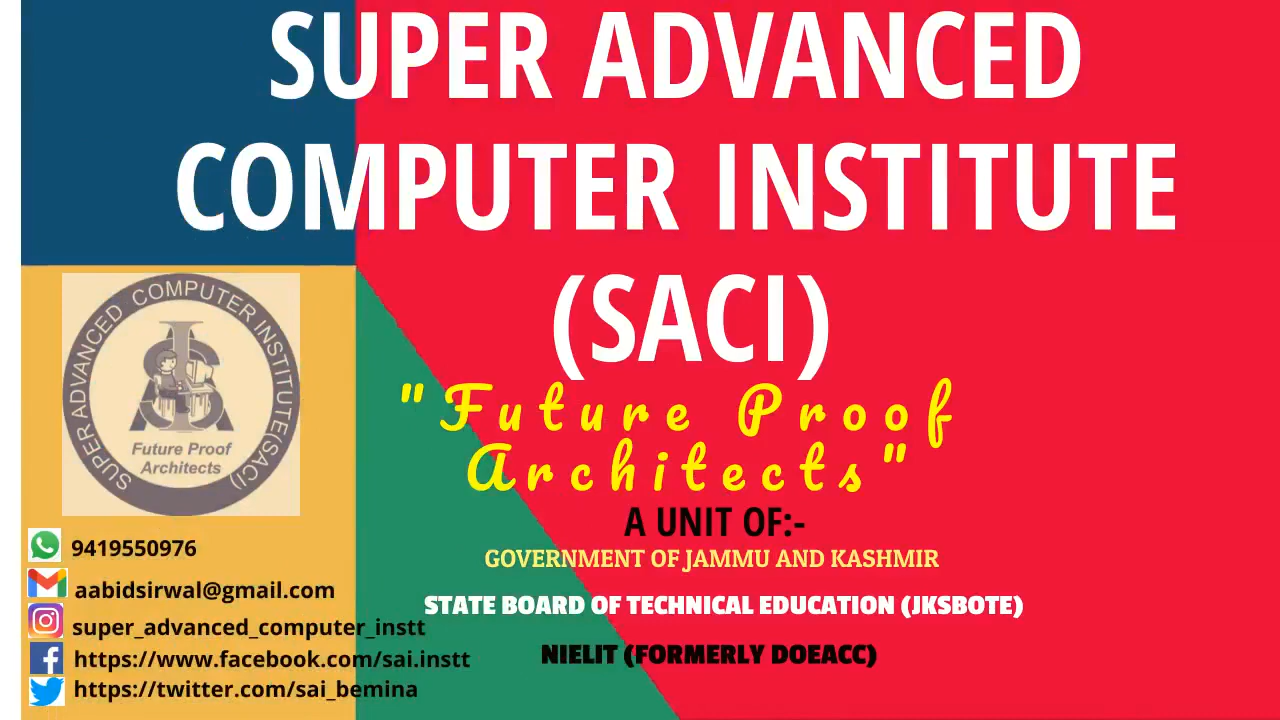 SUPER ADVANCED
COMPUTER INSTITUTE
(SACI)
"Future Proof
Architects"
A UNIT OF:-
GOVERNMENT OF JAMMU AND KASHMIR
STATE BOARD OF TECHNICAL EDUCATION (JKSBOTE)
NIELIT (FORMERLY DOEACC)
SUPER ADVANCED COMPUTER INSTITUTE(SACI)
Future Proof
Architects
9419550976
aabidsirwal@gmail.com
super_advanced_computer_instt
https://www.facebook.com/sai.instt
https://twitter.com/sai_bemina